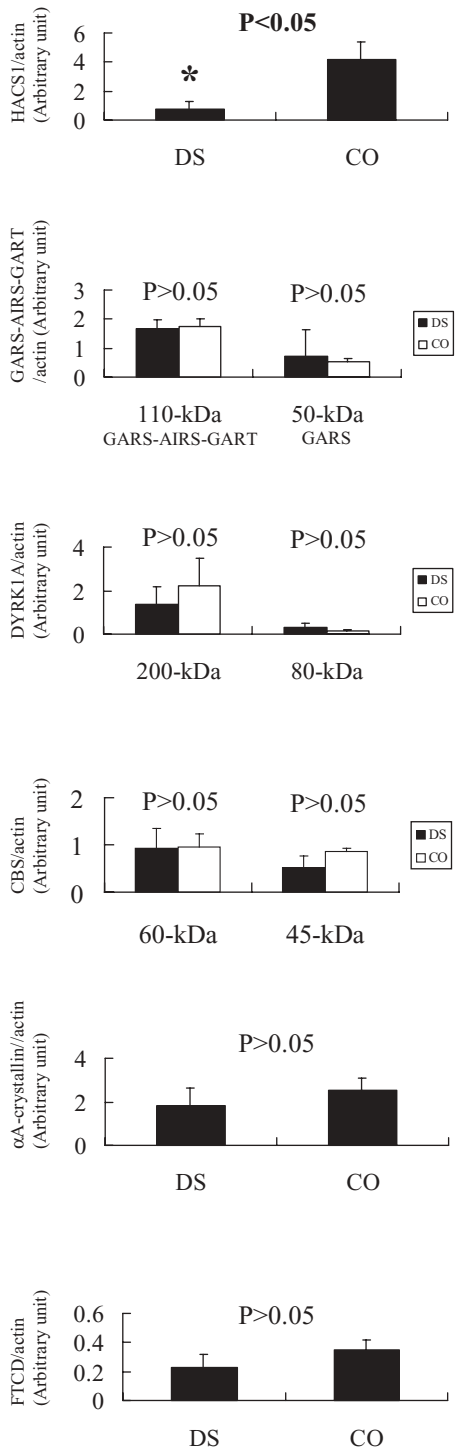 HACS1/actin
(Arbitrary unit)
P<0.05
6
4
2
0
*
DS
CO
GARS-AIRS-GART
/actin (Arbitrary unit)
3
2
1
0
P>0.05
P>0.05
DS
CO
110-kDa
GARS-AIRS-GART
50-kDa
GARS
DYRK1A/actin
(Arbitrary unit)
4
2
0
P>0.05
P>0.05
DS
CO
200-kDa
80-kDa
CBS/actin
(Arbitrary unit)
2
1
0
P>0.05
P>0.05
DS
CO
60-kDa
45-kDa
αA-crystallin//actin
(Arbitrary unit)
4
2
0
P>0.05
DS
CO
FTCD/actin
(Arbitrary unit)
0.6
0.4
0.2
0
P>0.05
DS
CO